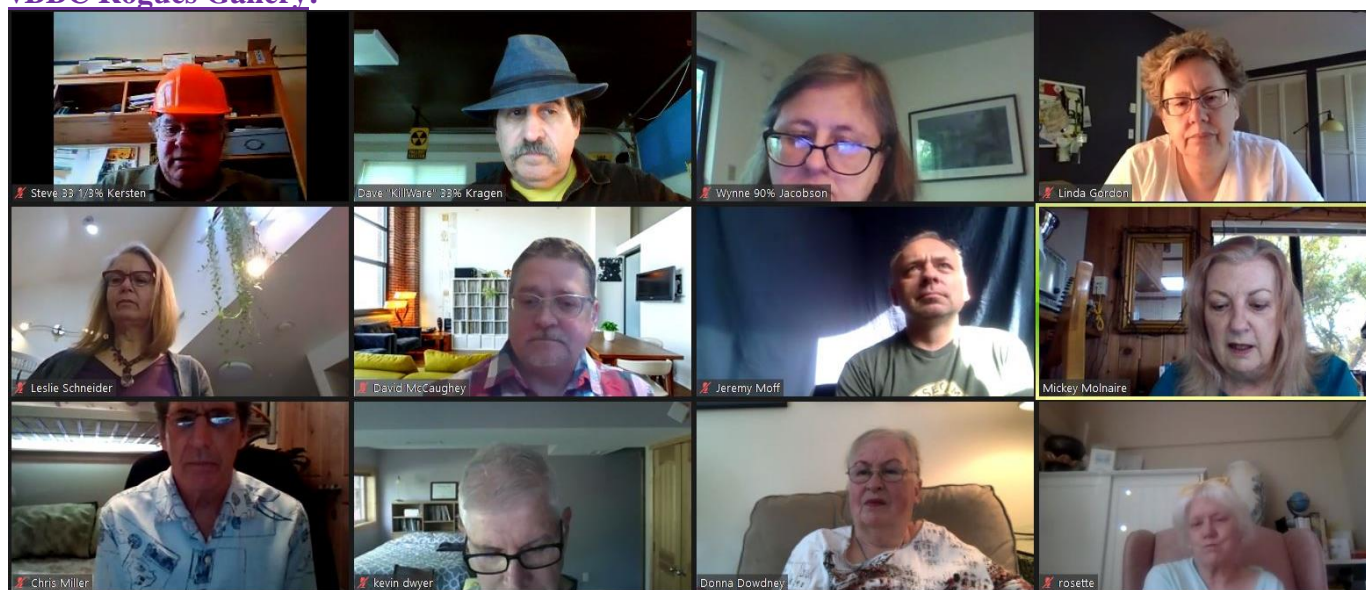 VBBC Rogues Gallery:
Steve 33 1/3% Kersten
Dave "KillWare" 33% Kragen
Wynne 90% Jacobson
Linda Gordon
Leslie Schneider
David McCaughey
Jeremy Moff
Mickey Molnaire
Chris Miller
kevin dwyer
Donna Dowdney
rosette